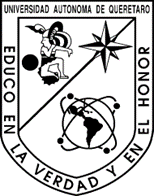 UNIVERSIDAD AUTONOMA DE QUERETARO
EDUCO EN LA VERDAD Y EN EL HONOR